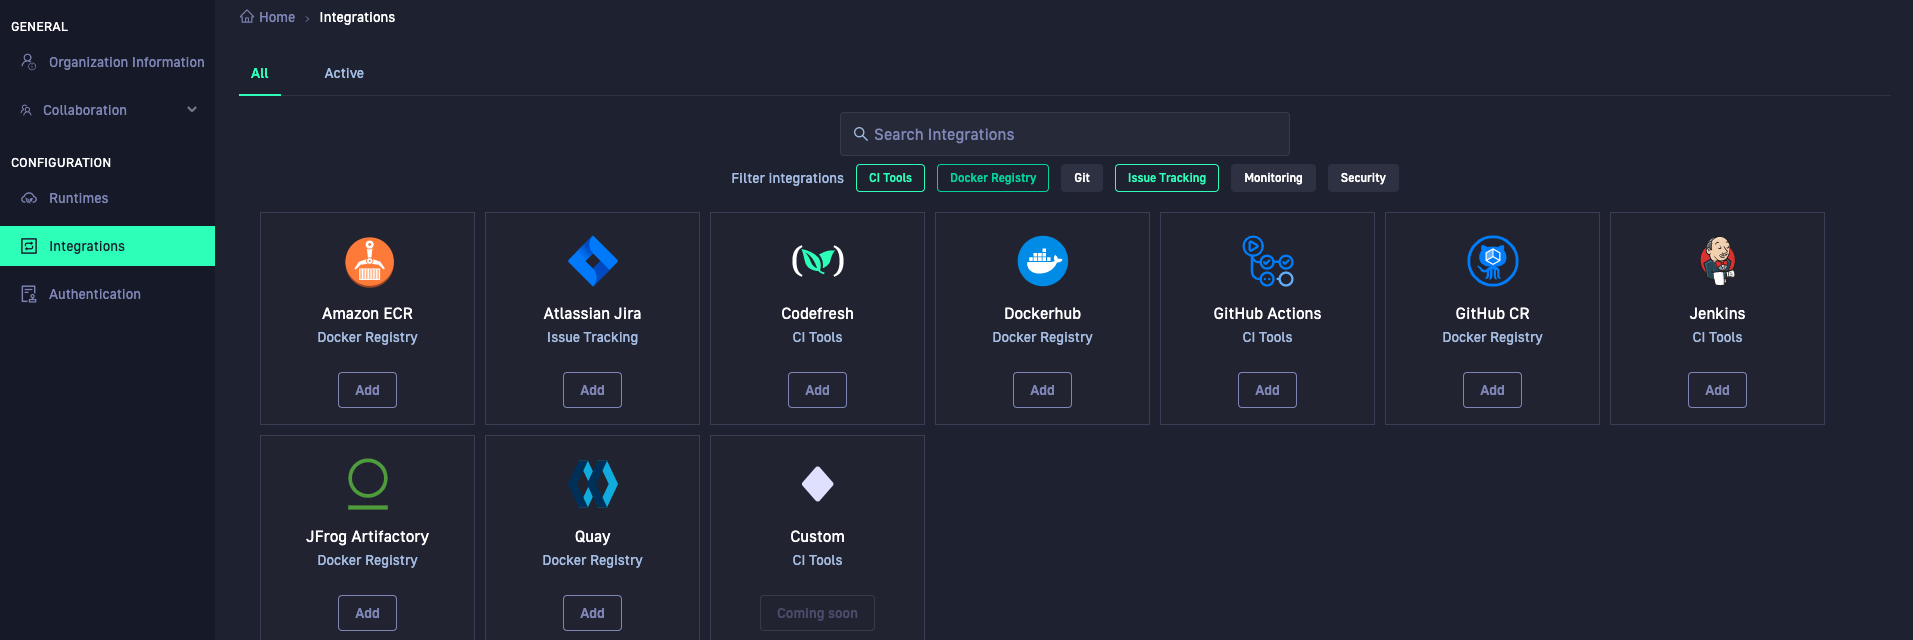 GENERAL
Organization Information
Collaboration
CONFIGURATION
Runtimes
Integrations
Authentication
Home › Integrations
All Active
Search Integrations
Filter integrations CI Tools Docker Registry Git Issue Tracking Monitoring Security
Amazon ECR
Docker Registry
Add
Atlassian Jira
Issue Tracking
Add
Codefresh
CI Tools
Add
Dockerhub
Docker Registry
Add
GitHub Actions
CI Tools
Add
GitHub CR
Docker Registry
Add
Jenkins
CI Tools
Add
JFrog Artifactory
Docker Registry
Add
Quay
Docker Registry
Add
Custom
CI Tools
Coming soon